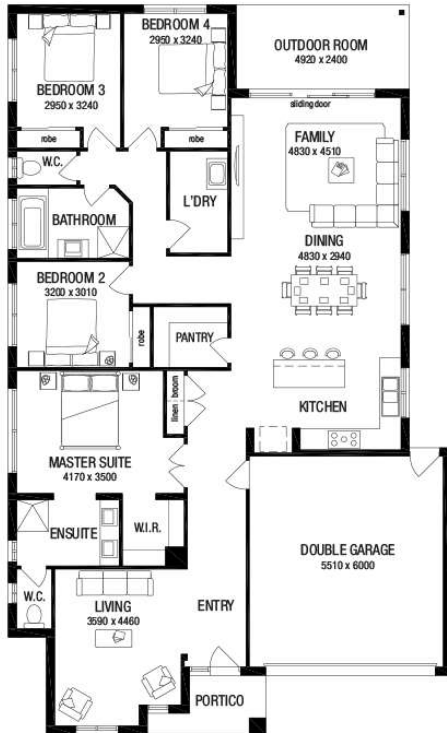 BEDROOM 4
2950 x 3240
OUTDOOR ROOM
4920 x 2400
BEDROOM 3
2950 x 3240
slidingdoor
robe
robe
FAMILY
4830 x 4510
W.C.
L'DRY
BATHROOM
DINING
4830 x 2940
BEDROOM 2
3200 x 3010
robe
PANTRY
linen broom
KITCHEN
MASTER SUITE
4170 x 3500
ENSUITE
W.I.R.
DOUBLE GARAGE
5510 x 6000
W.C.
LIVING
3590 x 4460
ENTRY
PORTICO